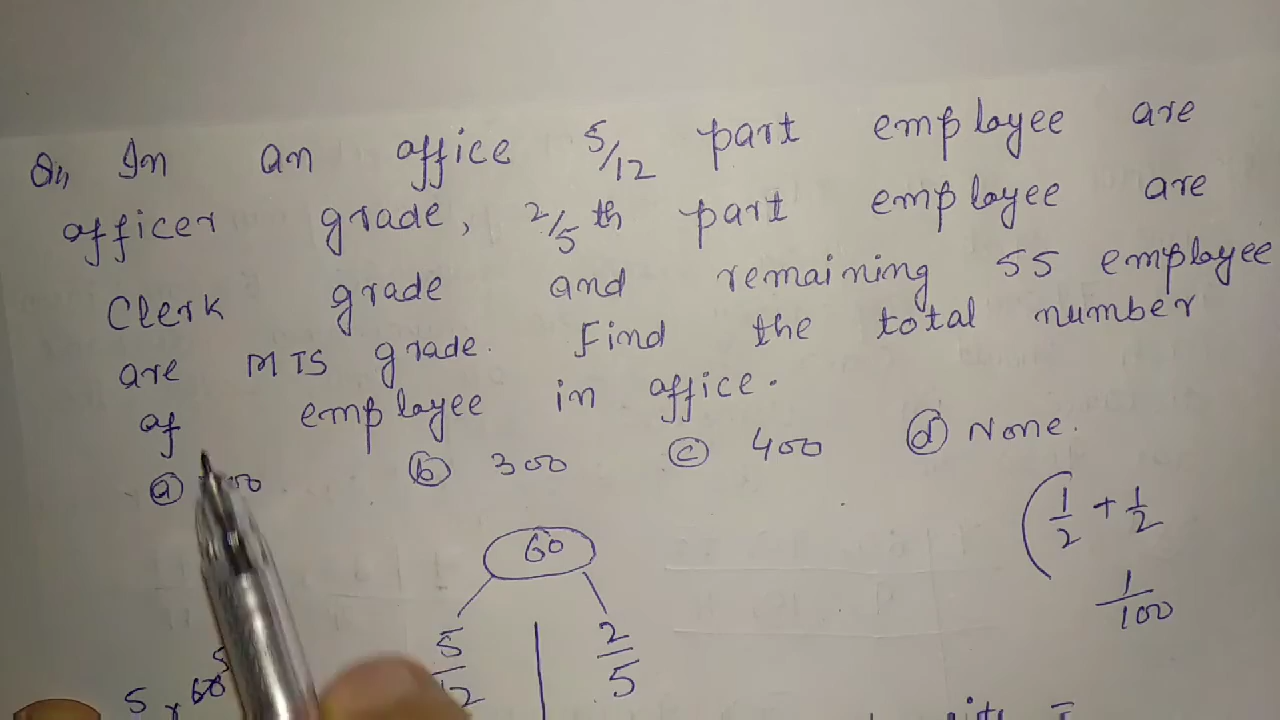 Q1, In an office 5/12 part employee are
officer grade, 2/5 th part employee are
Clerk grade and remaining 55 employee
are MTS grade. Find the total number
of employee in office.
(a) (b) 300 (c) 400 (d) None.
(1/2 + 1/2
1/100
60
5 2/5
5 x 60 5